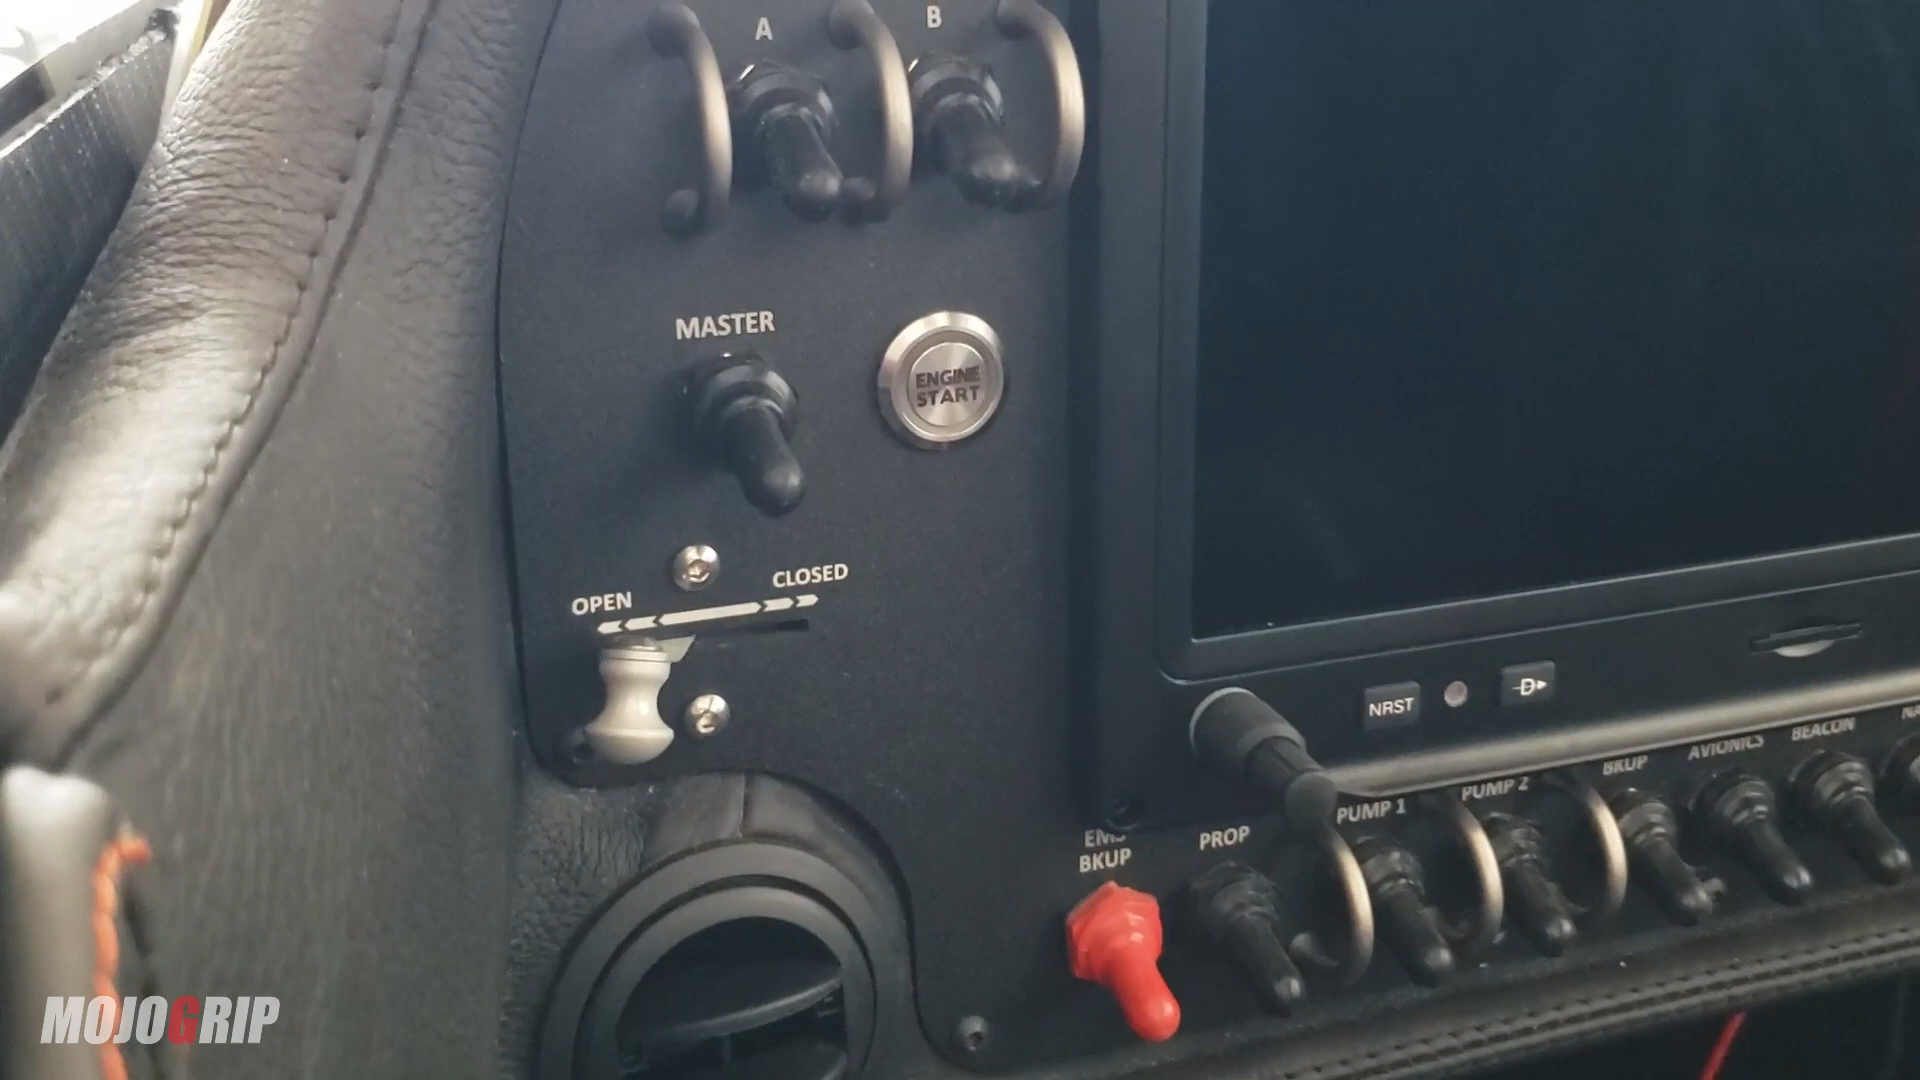 A
B
MASTER
ENGINE
START
OPEN
CLOSED
NRST
D
BEACON
AVIONICS
BKUP
PUMP 2
PUMP 1
PROP
EMS
BKUP
MOJOGRIP